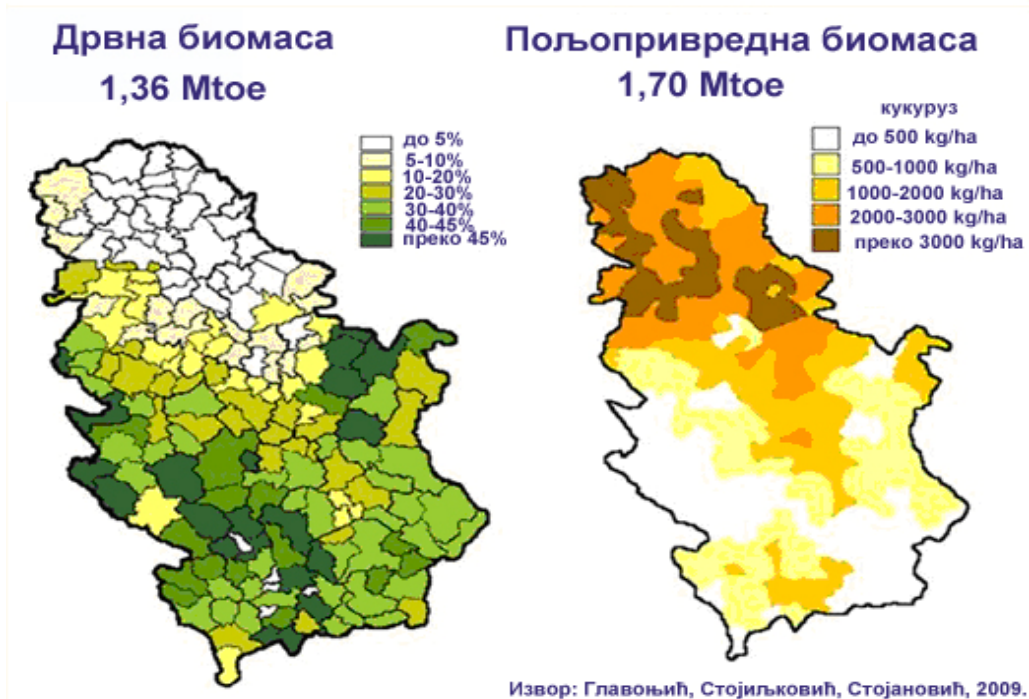 Дрвна биомаса
1,36 Mtoe
до 5%
5-10%
10-20%
20-30%
30-40%
40-45%
преко 45%
Пољопривредна биомаса
1,70 Mtoe
кукуруз
до 500 kg/ha
500-1000 kg/ha
1000-2000 kg/ha
2000-3000 kg/ha
преко 3000 kg/ha
Извор: Главоњић, Стојиљковић, Стојановић, 2009.